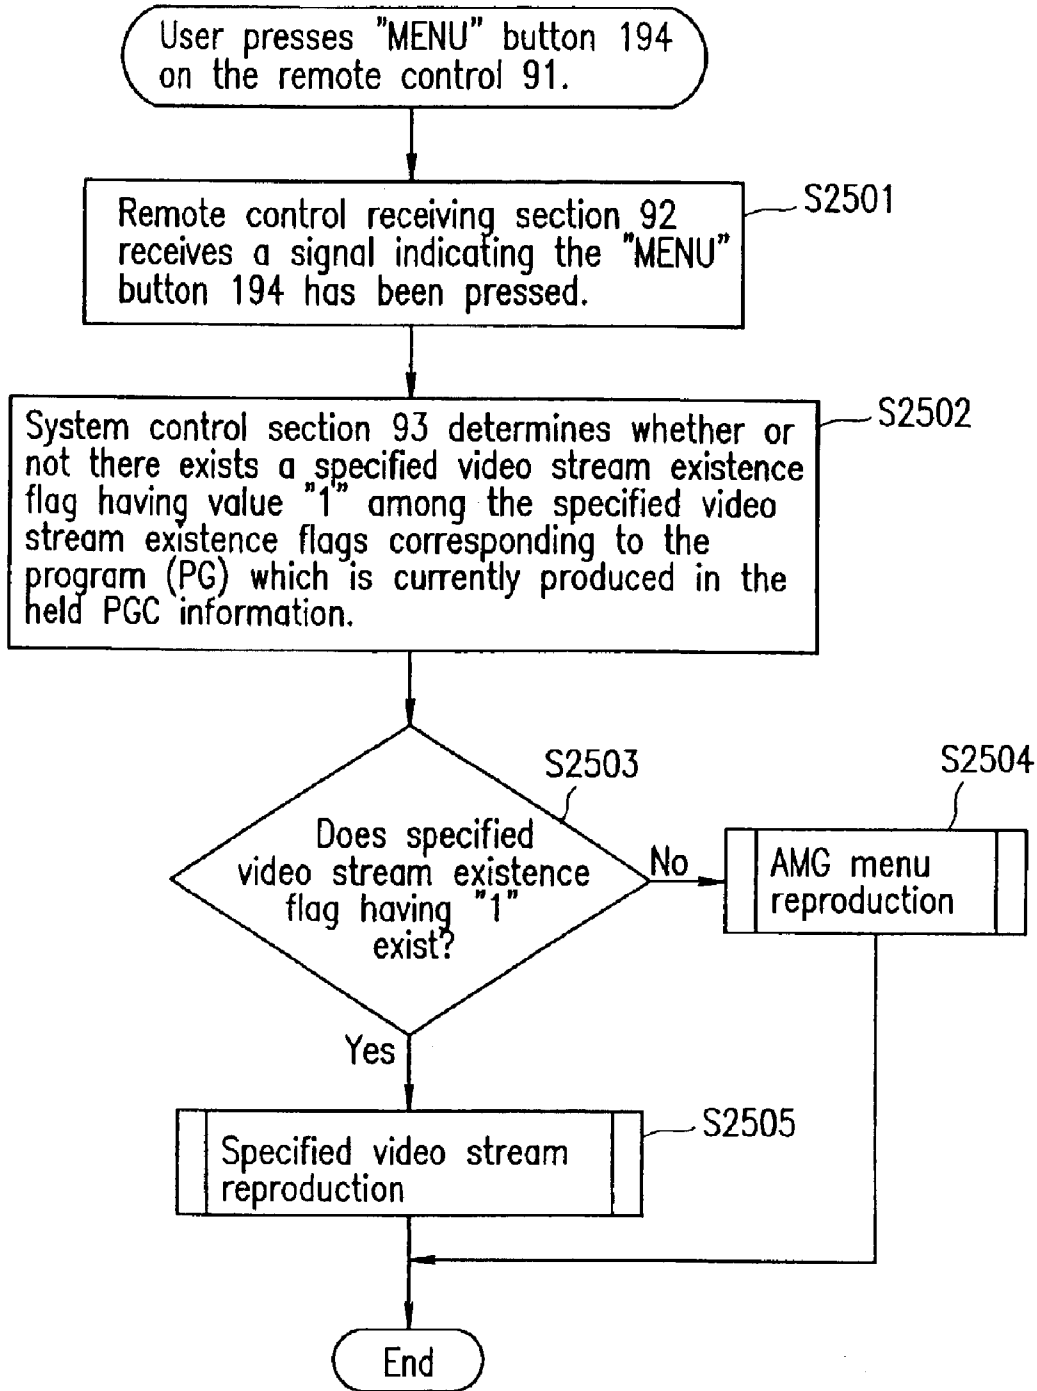 User presses "MENU" button 194
on the remote control 91.
Remote control receiving section 92
receives a signal indicating the "MENU"
button 194 has been pressed.
S2501
System control section 93 determines whether or
not there exists a specified video stream existence
flag having value "1" among the specified video
stream existence flags corresponding to the
program (PG) which is currently produced in the
held PGC information.
S2502
Does specified
video stream existence
flag having "1"
exist?
S2503
No
AMG menu
reproduction
S2504
Yes
Specified video stream
reproduction
S2505
End